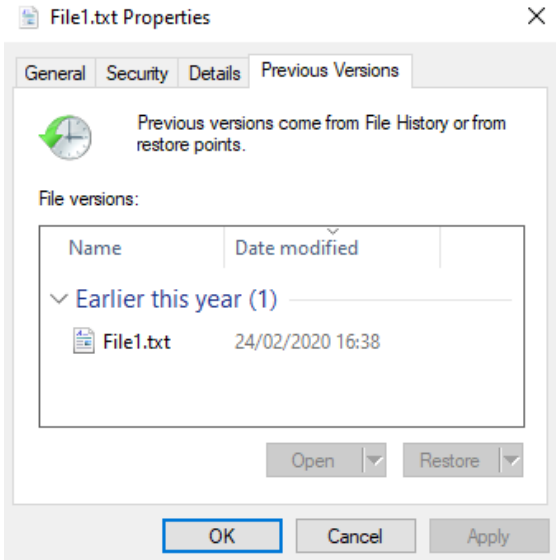 File1.txt Properties
General Security Details Previous Versions
Previous versions come from File History or from
restore points.
File versions:
Name Date modified
Earlier this year (1)
File1.txt 24/02/2020 16:38
Open Restore
OK Cancel Apply